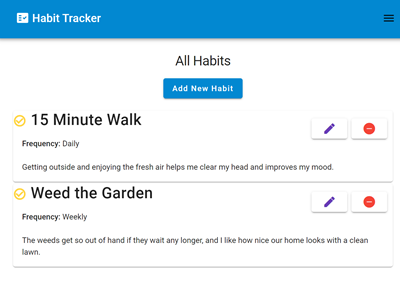 Habit Tracker
All Habits
Add New Habit
15 Minute Walk
Frequency: Daily
Getting outside and enjoying the fresh air helps me clear my head and improves my mood.
Weed the Garden
Frequency: Weekly
The weeds get so out of hand if they wait any longer, and I like how nice our home looks with a clean
lawn.